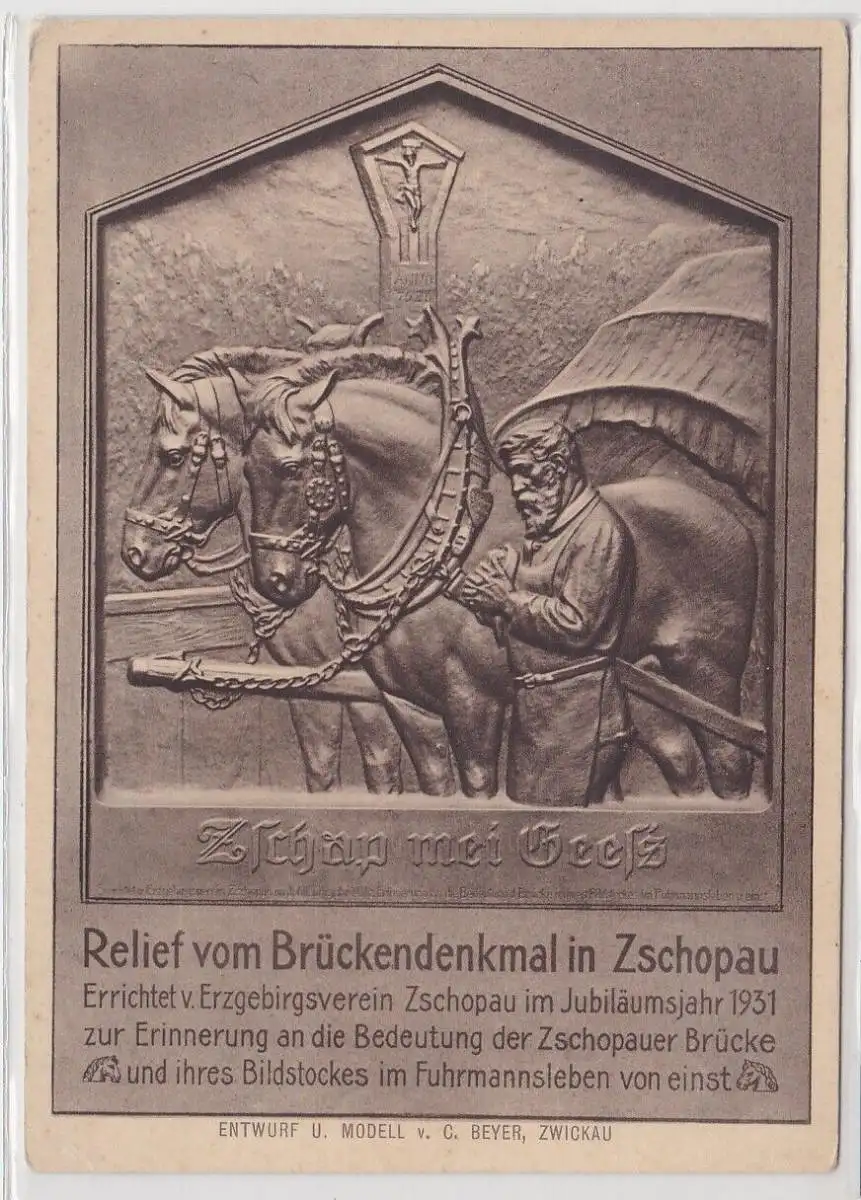 ANNO
Zschap mei Geeß
Relief vom Brückendenkmal in Zschopau
Errichtet v. Erzgebirgsverein Zschopau im Jubiläumsjahr 1931
zur Erinnerung an die Bedeutung der Zschopauer Brücke
und ihres Bildstockes im Fuhrmannsleben von einst
ENTWURF U. MODELL v. C. BEYER, ZWICKAU